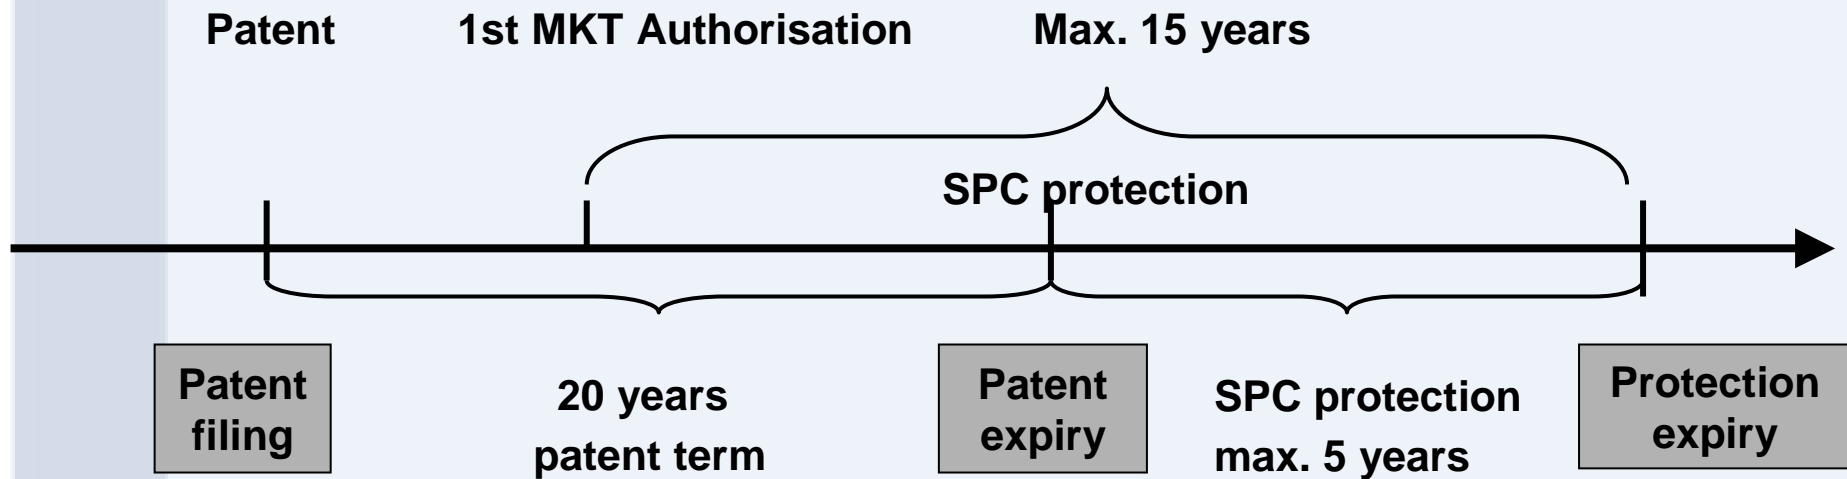 Patent
1st MKT Authorisation
Max. 15 years
SPC protection
Patent
filing
20 years
patent term
Patent
expiry
SPC protection
max. 5 years
Protection
expiry